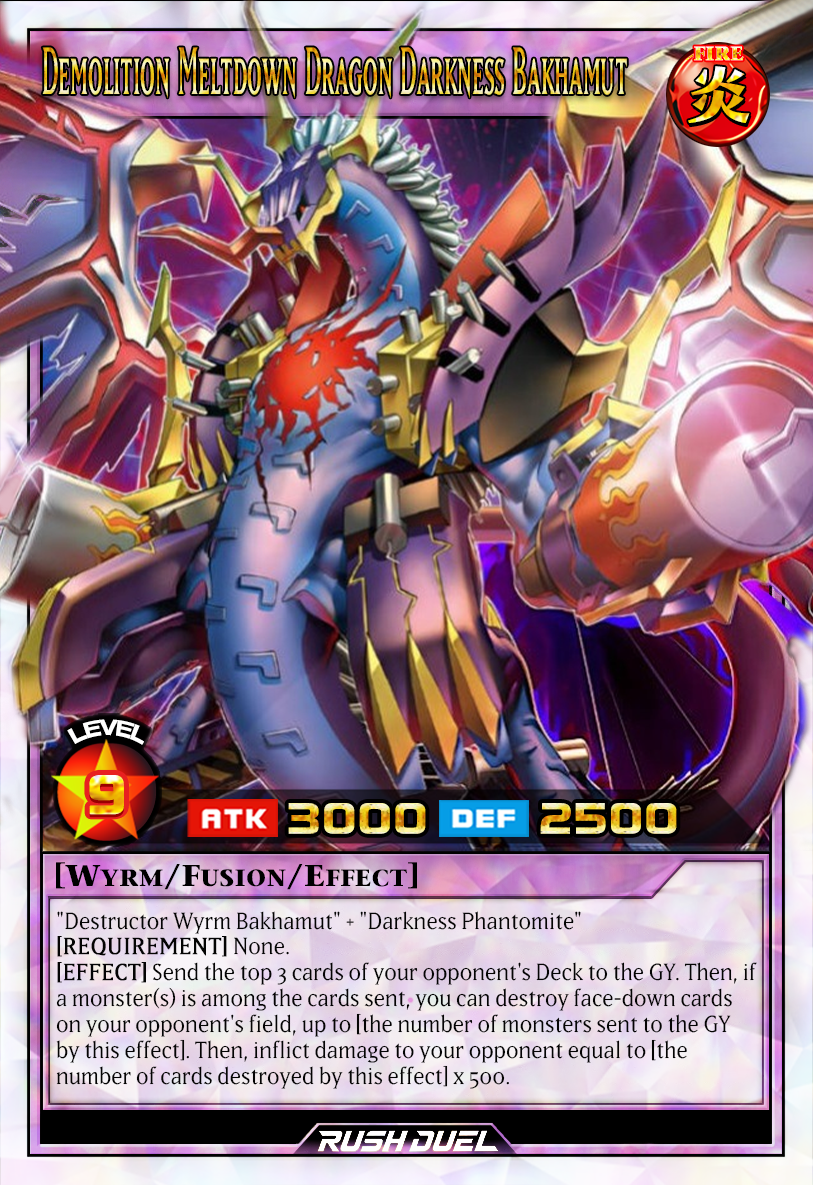 Demolition Meltdown Dragon Darkness Bakhamut
FIRE
炎
LEVEL
9
ATK 3000 DEF 2500
[Wyrm/Fusion/Effect]
"Destructor Wyrm Bakhamut" + "Darkness Phantomite"
[REQUIREMENT] None.
[EFFECT] Send the top 3 cards of your opponent's Deck to the GY. Then, if
a monster(s) is among the cards sent, you can destroy face-down cards
on your opponent's field, up to [the number of monsters sent to the GY
by this effect]. Then, inflict damage to your opponent equal to [the
number of cards destroyed by this effect] x 500.
RUSH DUEL